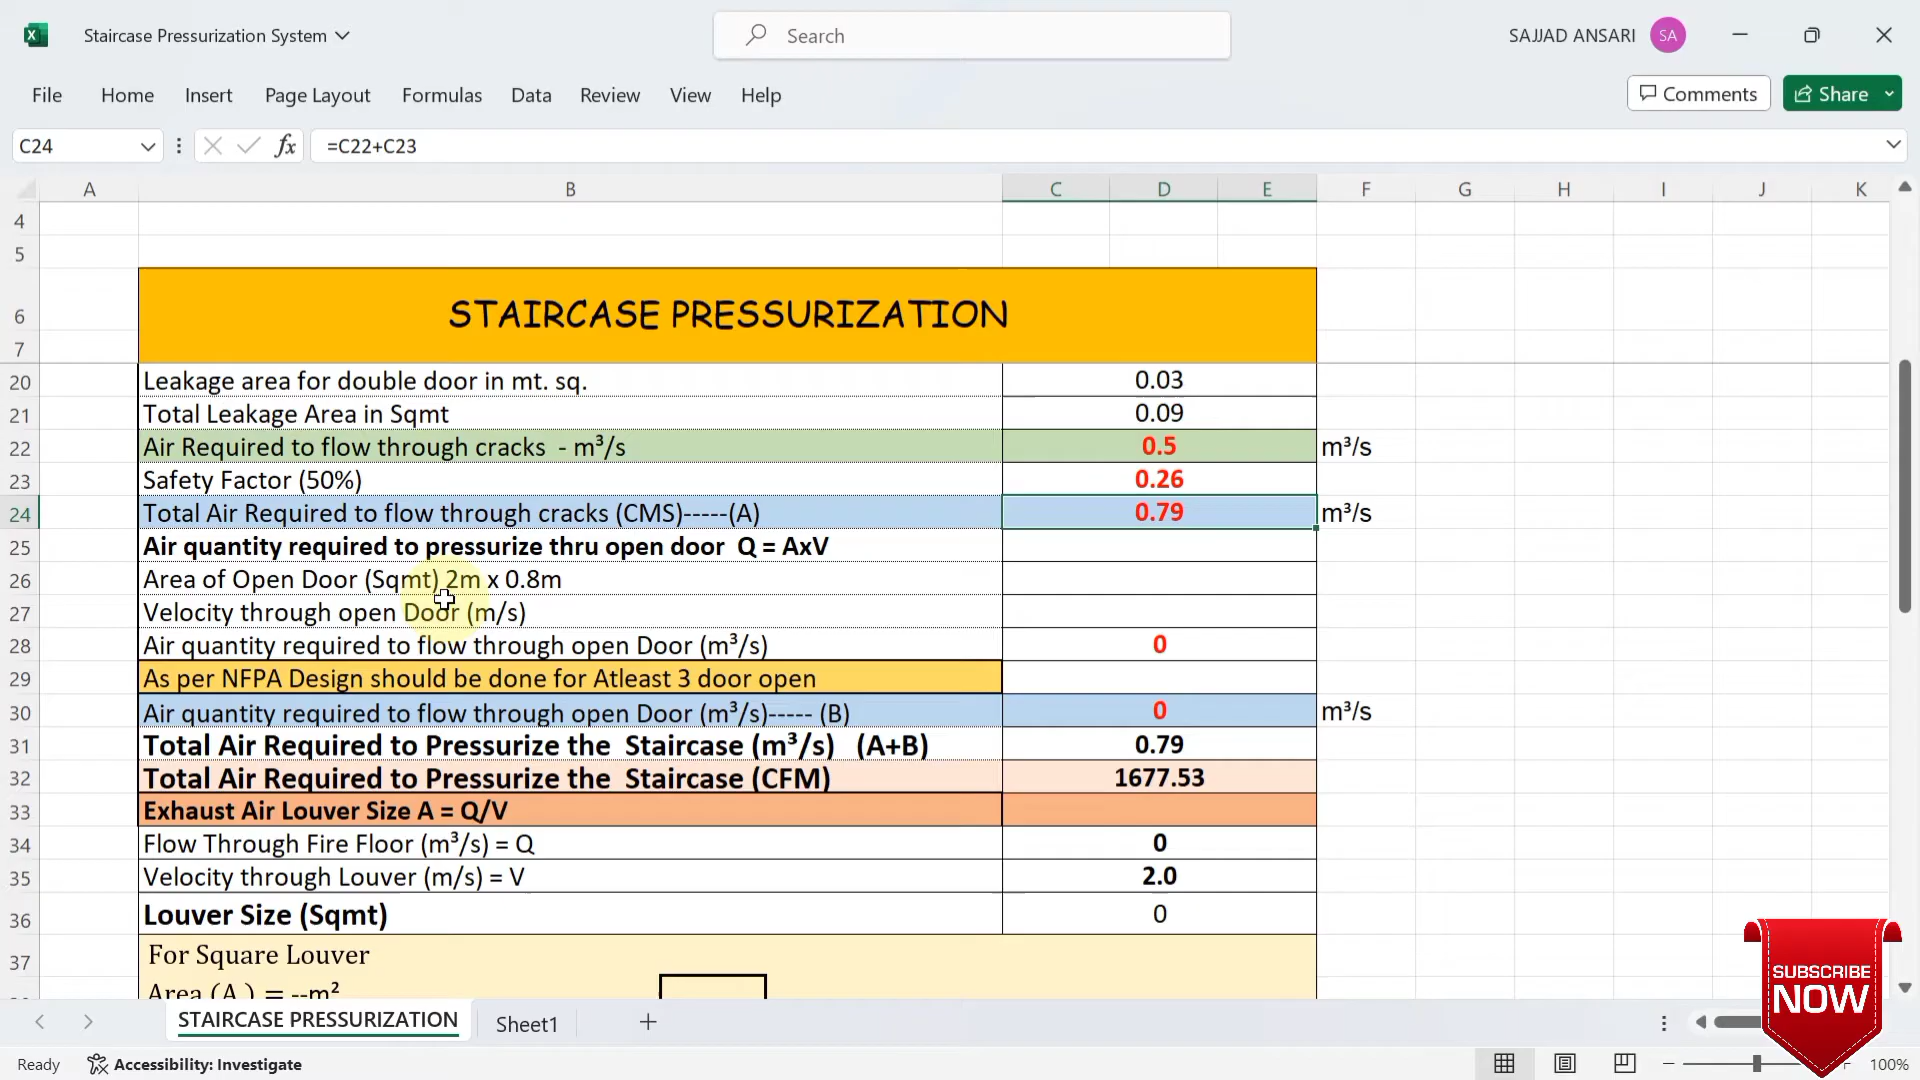 Staircase Pressurization System
Search
SAJJAD ANSARI SA
File Home Insert Page Layout Formulas Data Review View Help
Comments Share
C24 fx =C22+C23
A B C D E F G H I J K
4
5
6 STAIRCASE PRESSURIZATION
7
20 Leakage area for double door in mt. sq. 0.03
21 Total Leakage Area in Sqmt 0.09
22 Air Required to flow through cracks - m³/s 0.5 m³/s
23 Safety Factor (50%) 0.26
24 Total Air Required to flow through cracks (CMS)-----(A) 0.79 m³/s
25 Air quantity required to pressurize thru open door Q = AxV
26 Area of Open Door (Sqmt) 2m x 0.8m
27 Velocity through open Door (m/s)
28 Air quantity required to flow through open Door (m³/s) 0
29 As per NFPA Design should be done for Atleast 3 door open
30 Air quantity required to flow through open Door (m³/s)----- (B) 0 m³/s
31 Total Air Required to Pressurize the Staircase (m³/s) (A+B) 0.79
32 Total Air Required to Pressurize the Staircase (CFM) 1677.53
33 Exhaust Air Louver Size A = Q/V
34 Flow Through Fire Floor (m³/s) = Q 0
35 Velocity through Louver (m/s) = V 2.0
36 Louver Size (Sqmt) 0
37 For Square Louver
Area (A ) = --m²
SUBSCRIBE
NOW
STAIRCASE PRESSURIZATION Sheet1
Ready Accessibility: Investigate 100%